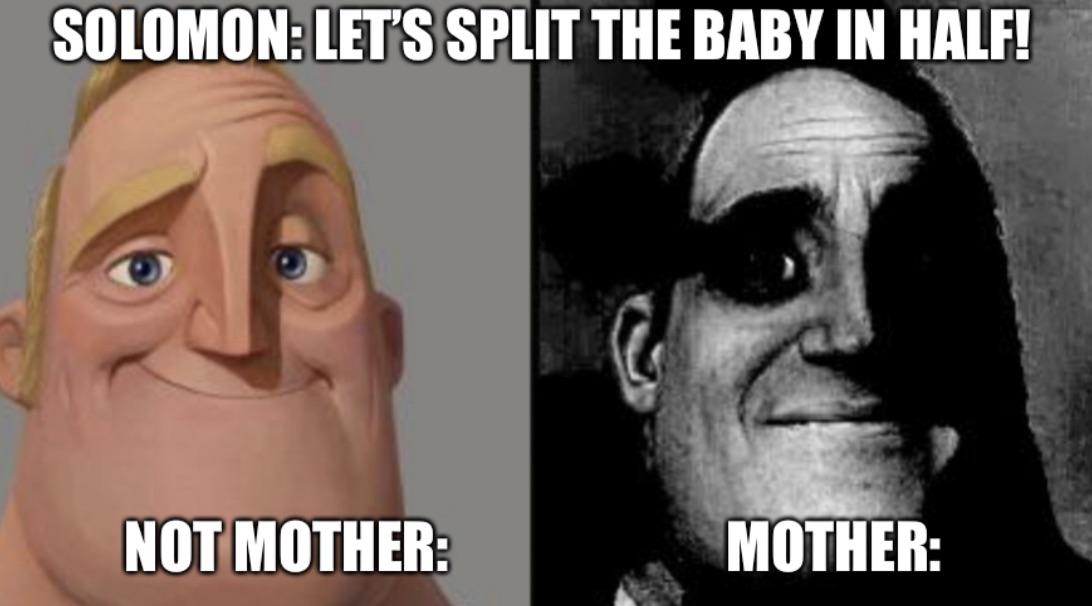 SOLOMON: LET'S SPLIT THE BABY IN HALF!
NOT MOTHER:
MOTHER: